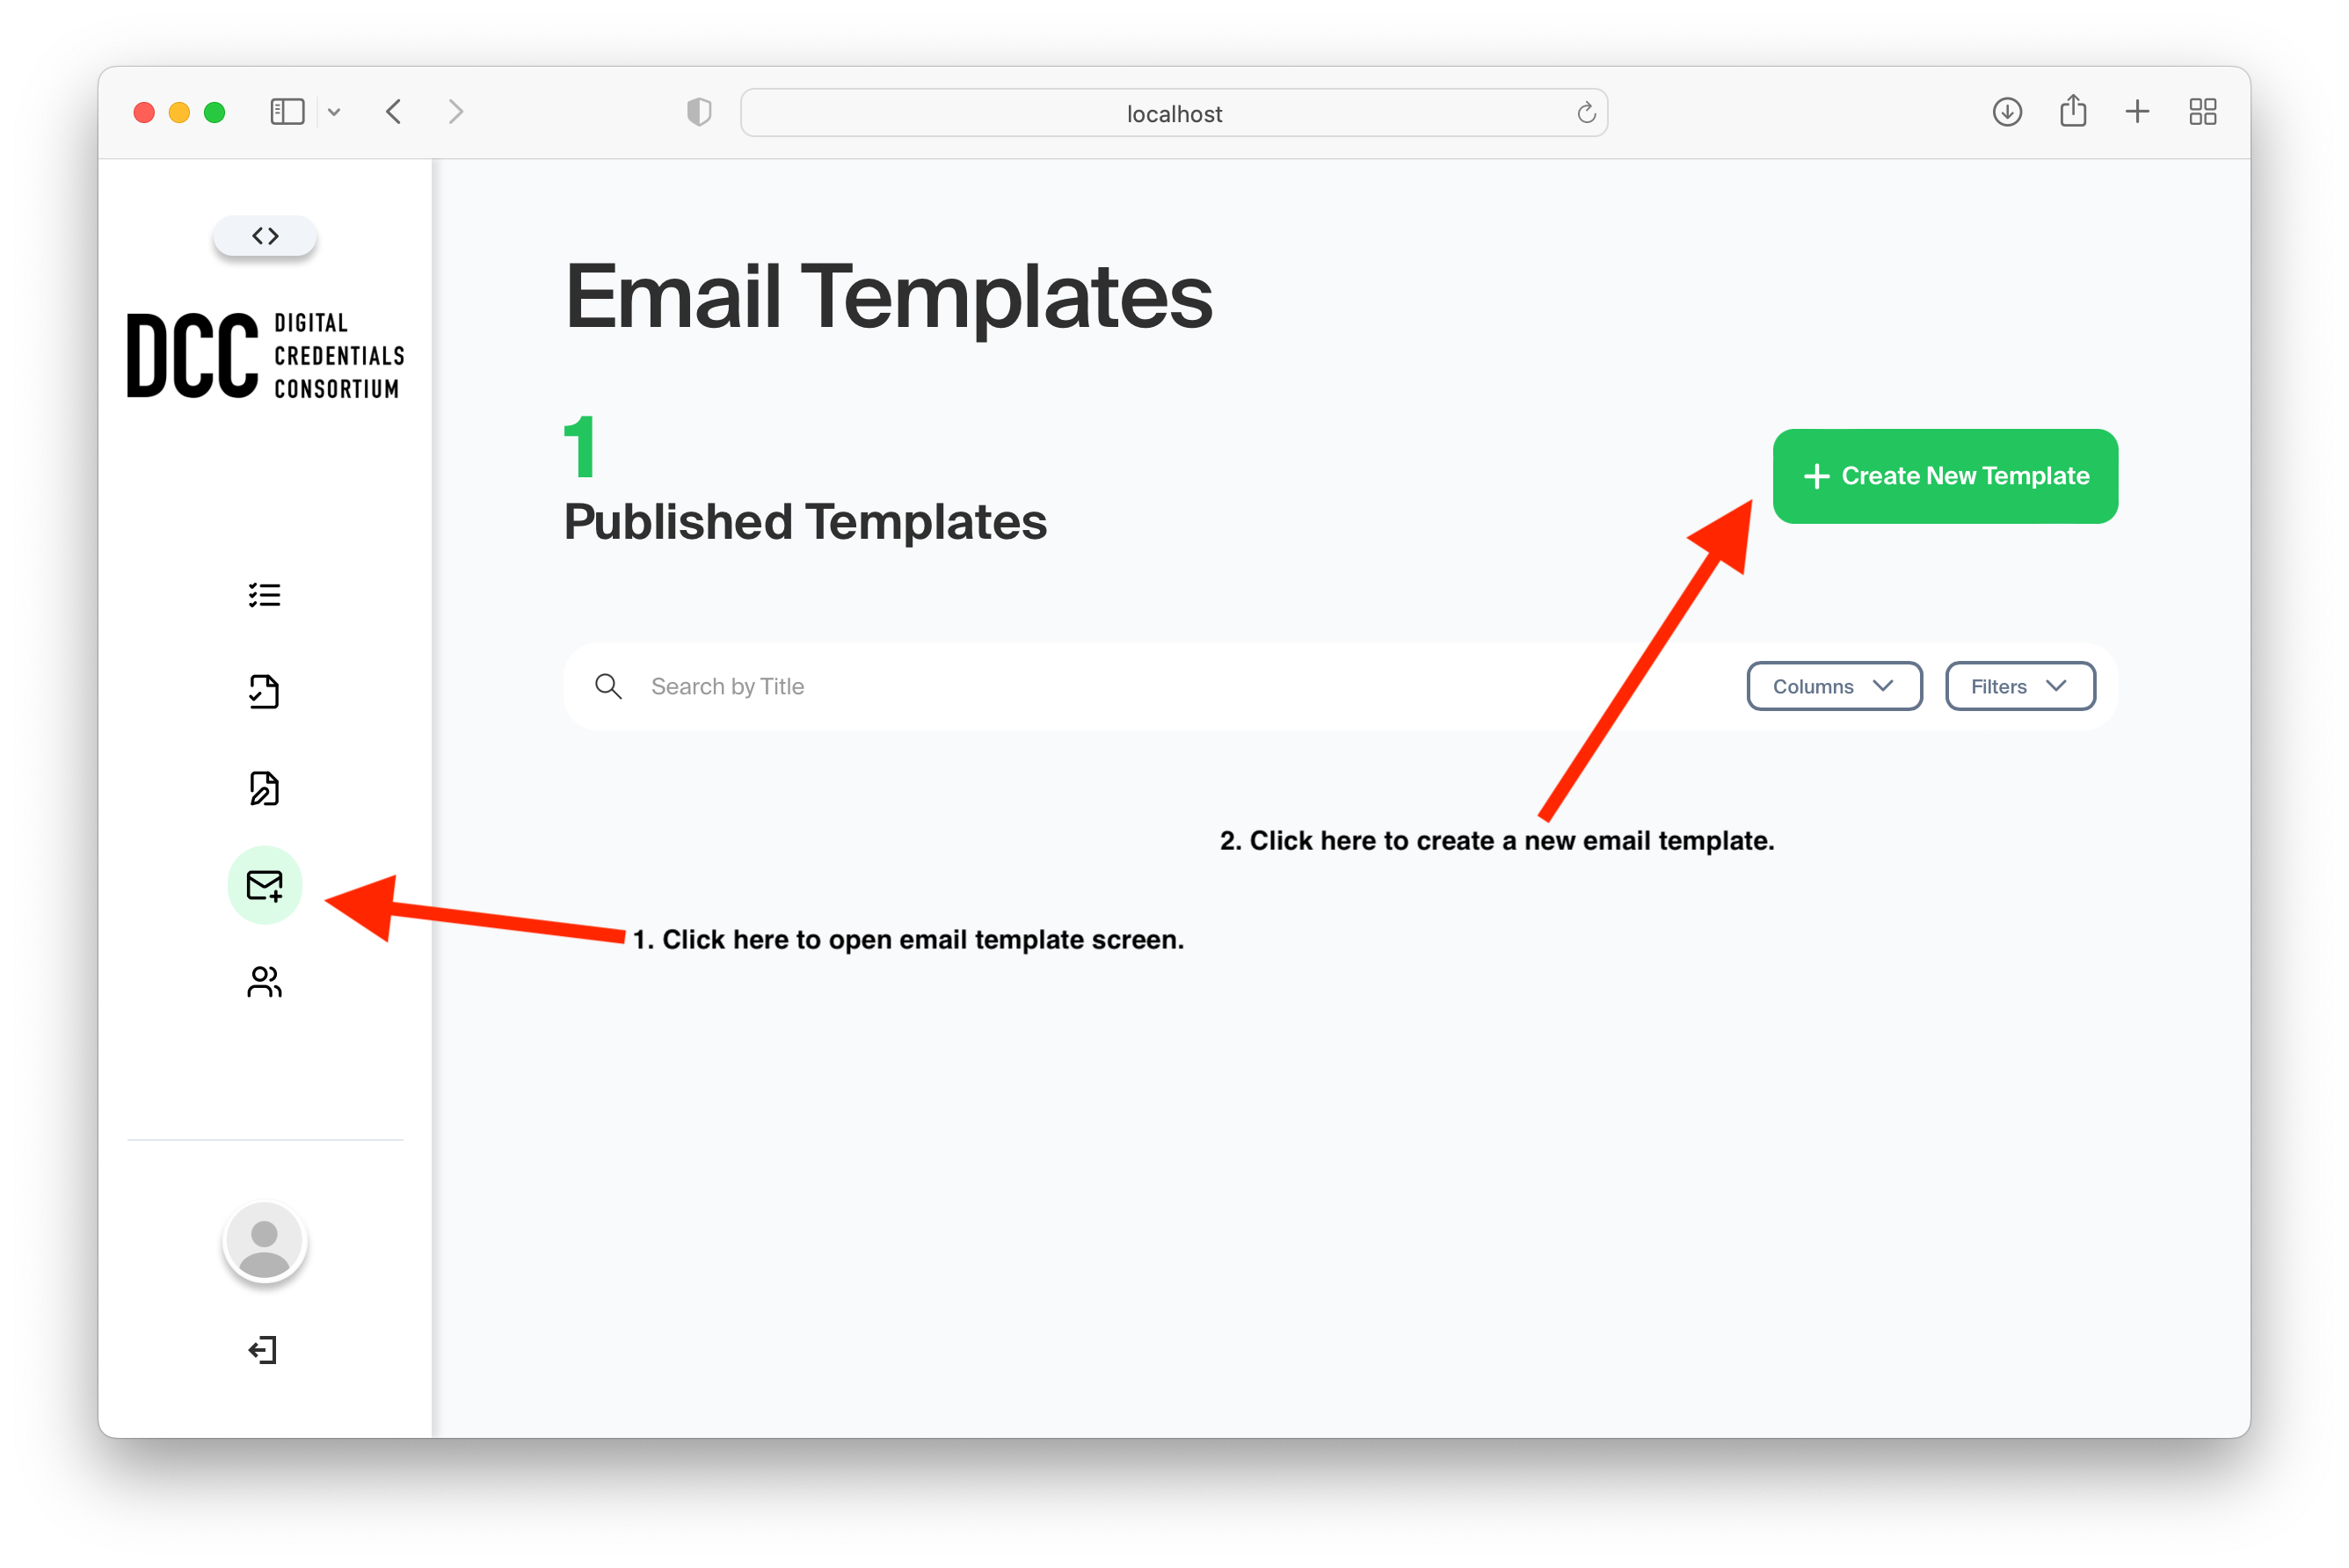 localhost
DCC
DIGITAL
CREDENTIALS
CONSORTIUM
Email Templates
1
Published Templates
Create New Template
Search by Title
Columns
Filters
2. Click here to create a new email template.
1. Click here to open email template screen.